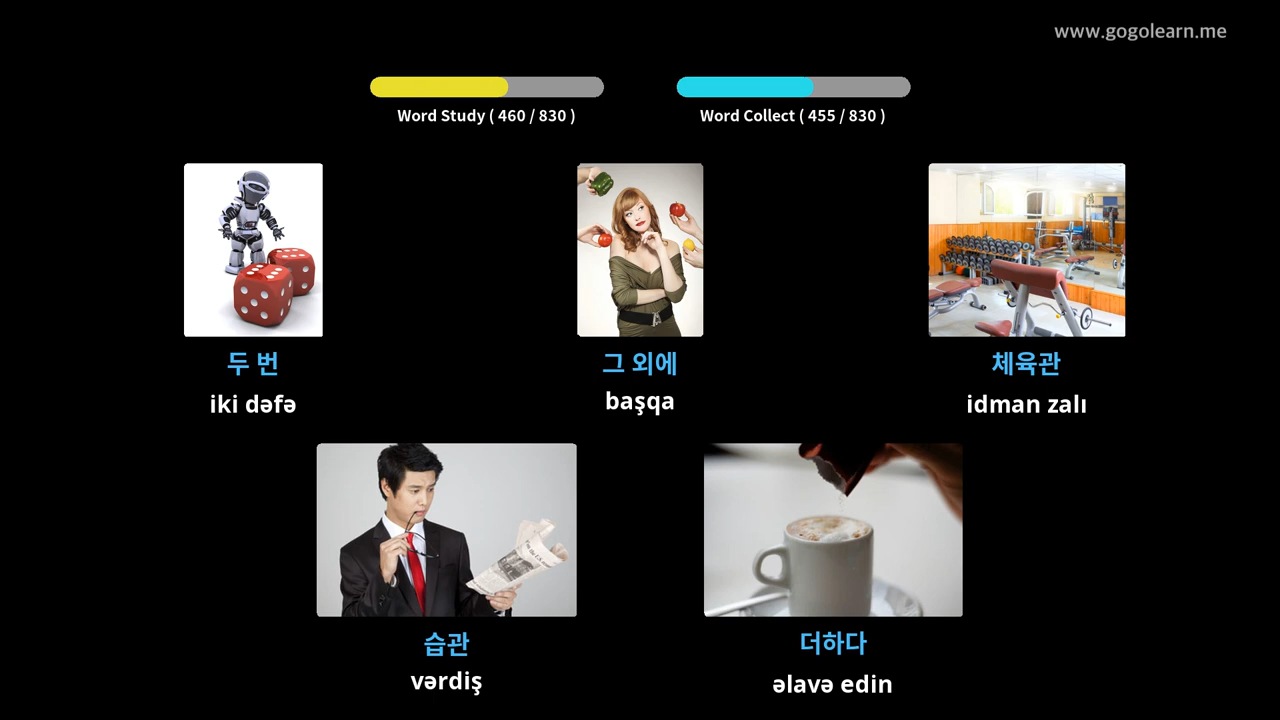 www.gogolearn.me
Word Study ( 460 / 830 )
Word Collect ( 455 / 830 )
두 번
iki dəfə
그 외에
başqa
체육관
idman zalı
습관
vərdiş
더하다
əlavə edin